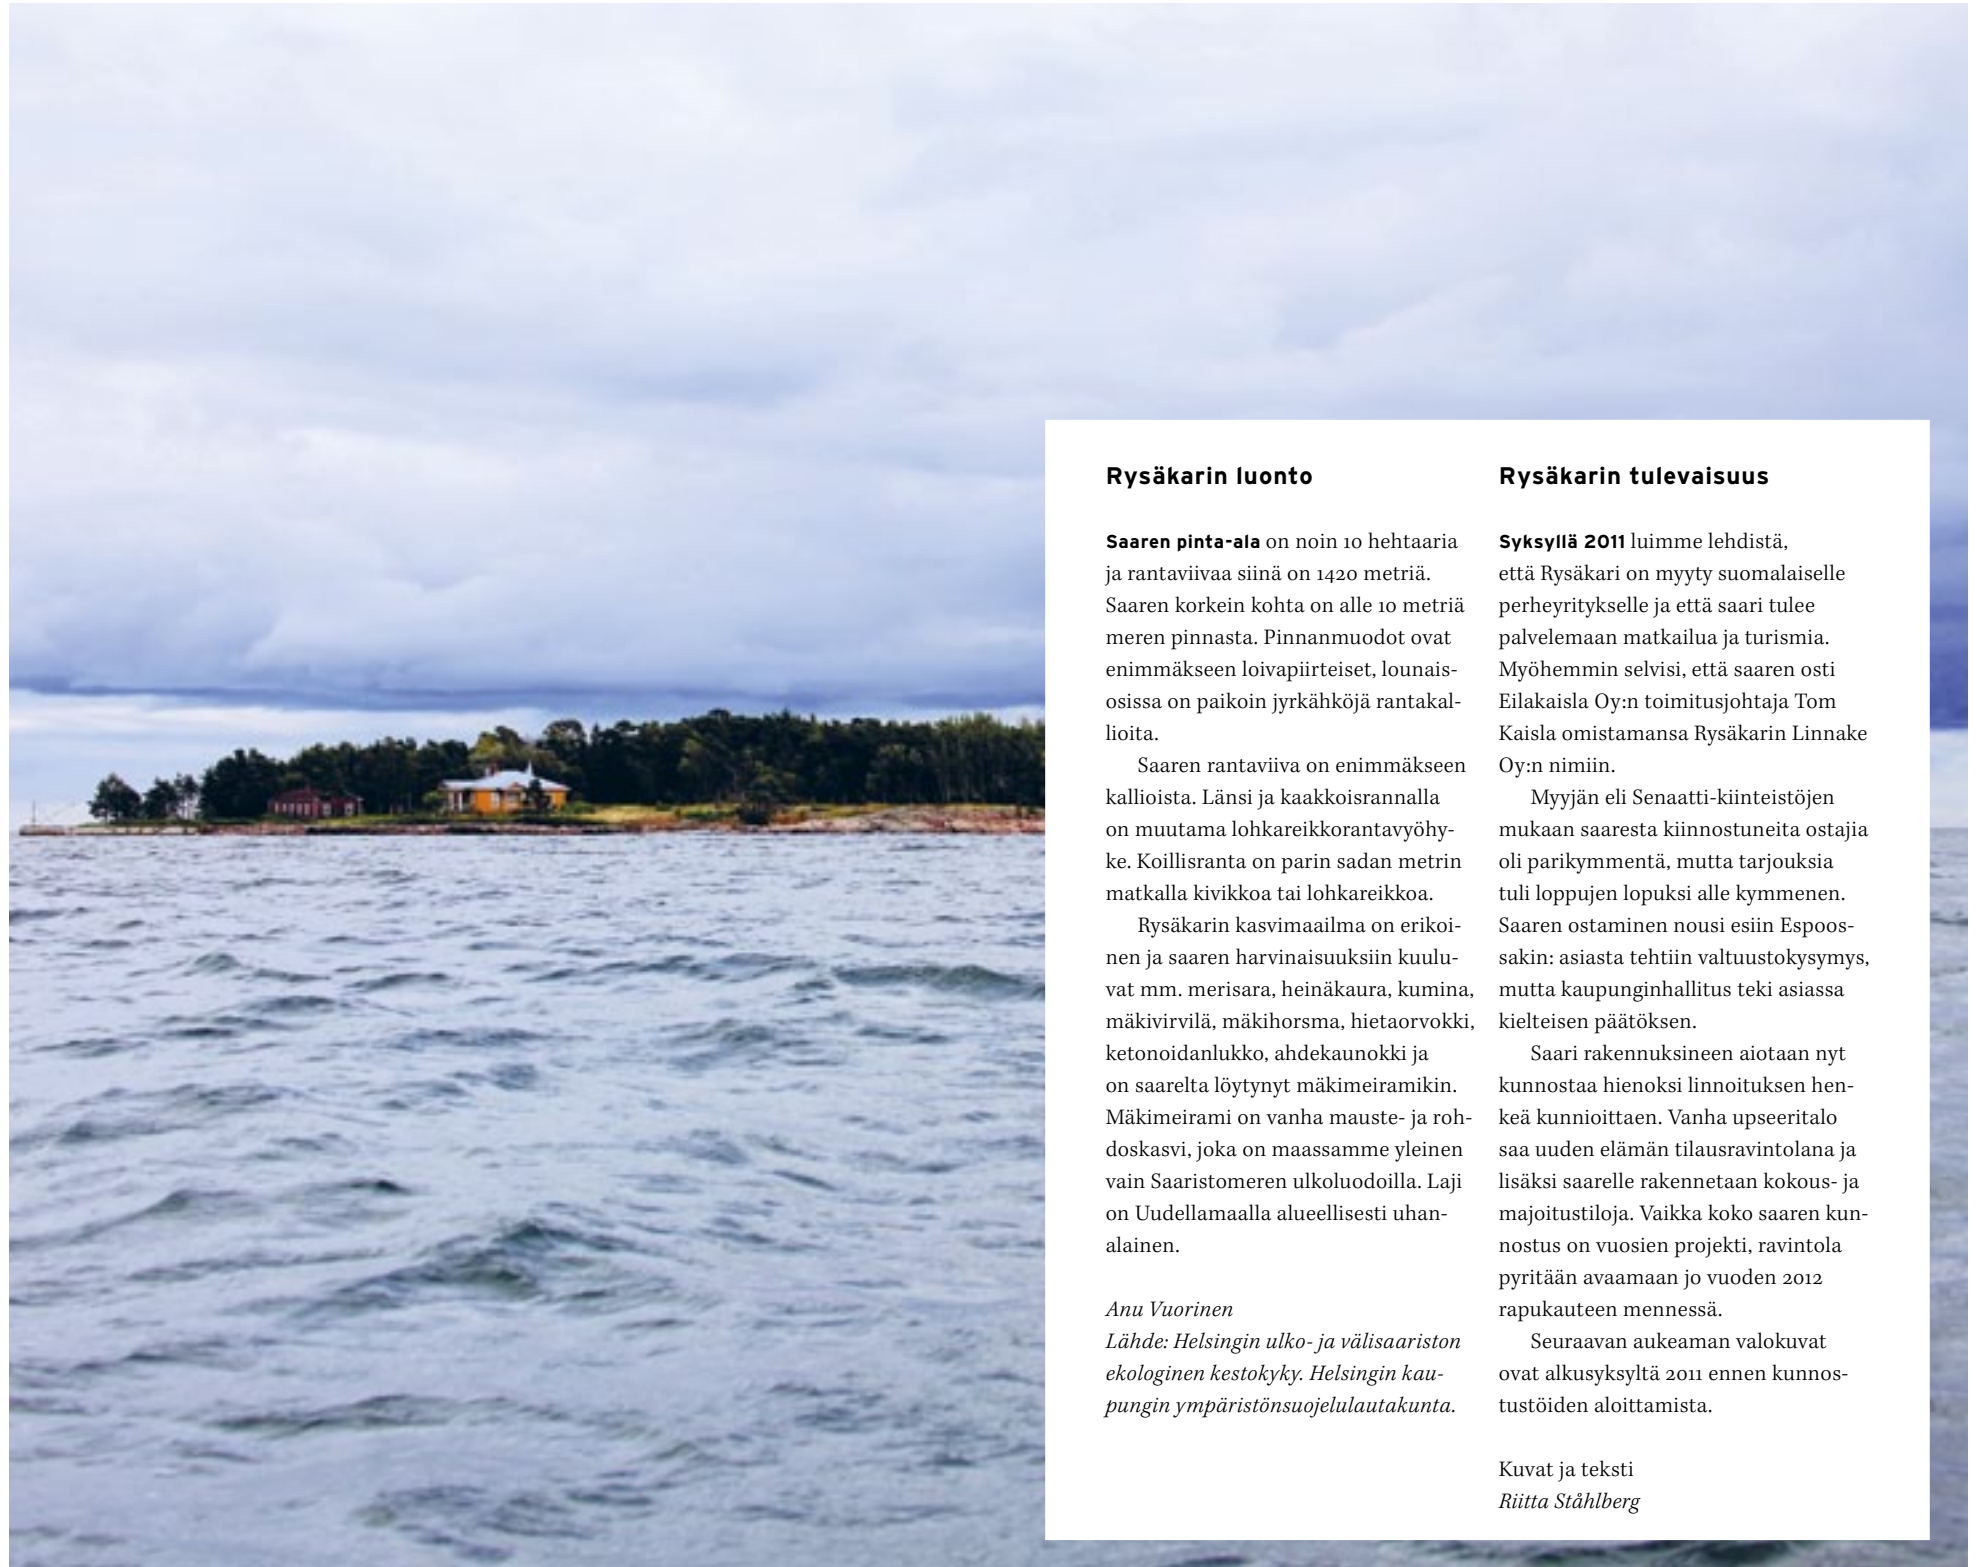 Rysäkarin luonto
Saaren pinta-ala on noin 10 hehtaaria
ja rantaviivaa siinä on 1420 metriä.
Saaren korkein kohta on alle 10 metriä
meren pinnasta. Pinnanmuodot ovat
enimmäkseen loivapiirteiset, lounais-
osissa on paikoin jyrkähköjä rantakal-
lioita.
Saaren rantaviiva on enimmäkseen
kallioista. Länsi ja kaakkoisrannalla
on muutama lohkareikkorantavyöhy-
ke. Koillisranta on parin sadan metrin
matkalla kivikkoa tai lohkareikkoa.
Rysäkarin kasvimaailma on erikoi-
nen ja saaren harvinaisuuksiin kuulu-
vat mm. merisara, heinäkaura, kumina,
mäkivirvilä, mäkihorsma, hietaorvokki,
ketonoidanlukko, ahdekaunokki ja
on saarelta löytynyt mäkimeiramikin.
Mäkimeirami on vanha mauste- ja roh-
doskasvi, joka on maassamme yleinen
vain Saaristomeren ulkoluodoilla. Laji
on Uudellamaalla alueellisesti uhan-
alainen.
Anu Vuorinen
Lähde: Helsingin ulko- ja välisaariston
ekologinen kestokyky. Helsingin kau-
pungin ympäristönsuojelulautakunta.
Rysäkarin tulevaisuus
Syksyllä 2011 luimme lehdistä,
että Rysäkari on myyty suomalaiselle
perheyritykselle ja että saari tulee
palvelemaan matkailua ja turismia.
Myöhemmin selvisi, että saaren osti
Eilakaisla Oy:n toimitusjohtaja Tom
Kaisla omistamansa Rysäkarin Linnake
Oy:n nimiin.
Myyjän eli Senaatti-kiinteistöjen
mukaan saaresta kiinnostuneita ostajia
oli parikymmentä, mutta tarjouksia
tuli loppujen lopuksi alle kymmenen.
Saaren ostaminen nousi esiin Espoos-
sakin: asiasta tehtiin valtuustokysymys,
mutta kaupunginhallitus teki asiassa
kielteisen päätöksen.
Saari rakennuksineen aiotaan nyt
kunnostaa hienoksi linnoituksen hen-
keä kunnioittaen. Vanha upseeritalo
saa uuden elämän tilausravintolana ja
lisäksi saarelle rakennetaan kokous- ja
majoitustiloja. Vaikka koko saaren kun-
nostus on vuosien projekti, ravintola
pyritään avaamaan jo vuoden 2012
rapukauteen mennessä.
Seuraavan aukeaman valokuvat
ovat alkusyksyltä 2011 ennen kunnos-
tustöiden aloittamista.
Kuvat ja teksti
Riitta Ståhlberg